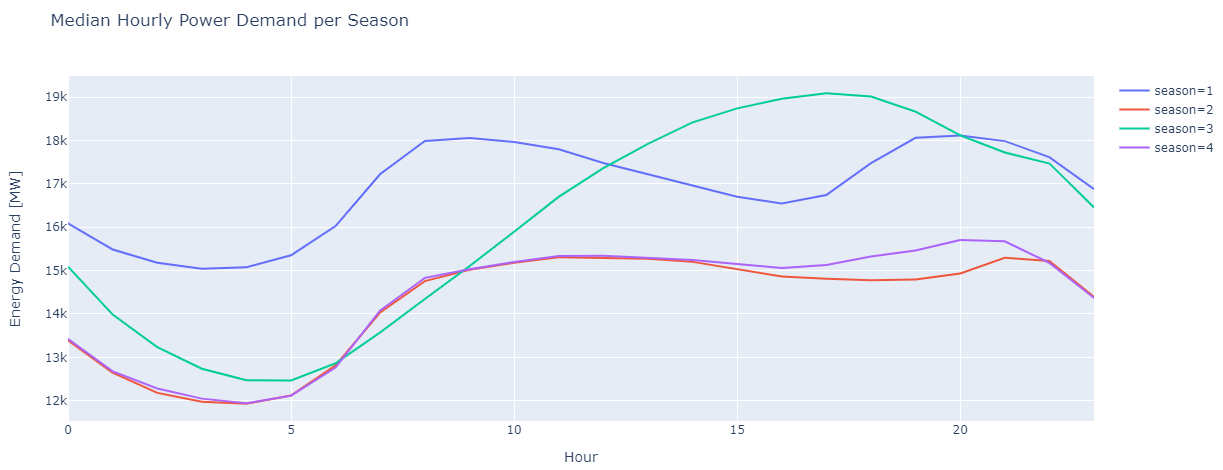 Median Hourly Power Demand per Season
Energy Demand [MW]
19k
18k
17k
16k
15k
14k
13k
12k
0
5
10
15
20
Hour
season=1
season=2
season=3
season=4